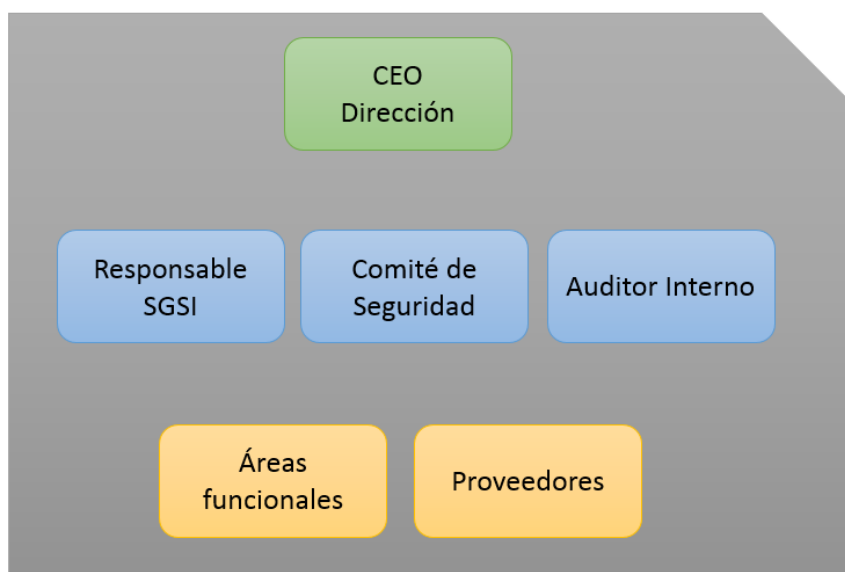 CEO
Dirección
Responsable
SGSI
Comité de
Seguridad
Auditor Interno
Áreas
funcionales
Proveedores